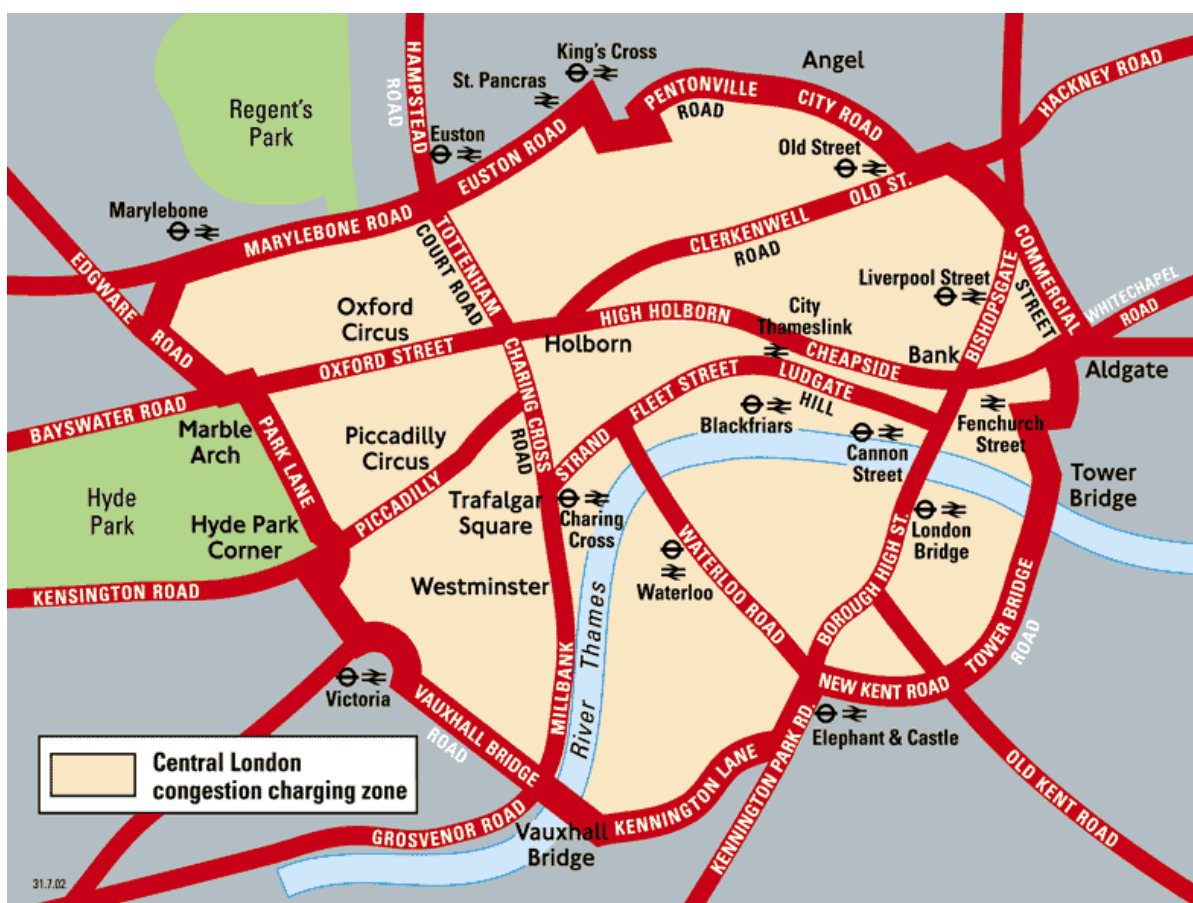 King's Cross
St. Pancras
Angel
HAMPSTEAD
ROAD
Regent's
Park
Euston
EUSTON ROAD
PENTONVILLE
ROAD
CITY ROAD
HACKNEY ROAD
Old Street
OLD ST.
CLERKENWELL
ROAD
Marylebone
MARYLEBONE ROAD
TOTTENHAM
COURT ROAD
EDGWARE
ROAD
COMMERCIAL
STREET
Liverpool Street
BISHOPSGATE
WHITECHAPEL
ROAD
Oxford
Circus
OXFORD STREET
Holborn
HIGH HOLBORN
City
Thameslink
CHEAPSIDE
Bank
Aldgate
BAYSWATER ROAD
Marble
Arch
PARK LANE
Piccadilly
Circus
PICCADILLY
CHARING CROSS
ROAD
STRAND
FLEET STREET
LUDGATE
HILL
Blackfriars
Cannon
Street
Fenchurch
Street
Tower
Bridge
Hyde
Park
Hyde Park
Corner
Trafalgar
Square
Charing
Cross
London
Bridge
KENSINGTON ROAD
Westminster
Waterloo
WATERLOO ROAD
BOROUGH HIGH ST.
TOWER BRIDGE
ROAD
River Thames
MILLBANK
Victoria
VAUXHALL BRIDGE
ROAD
NEW KENT ROAD
Elephant & Castle
KENNINGTON PARK RD.
KENNINGTON LANE
OLD KENT ROAD
GROSVENOR ROAD
Vauxhall
Bridge
Central London
congestion charging zone
31.7.02